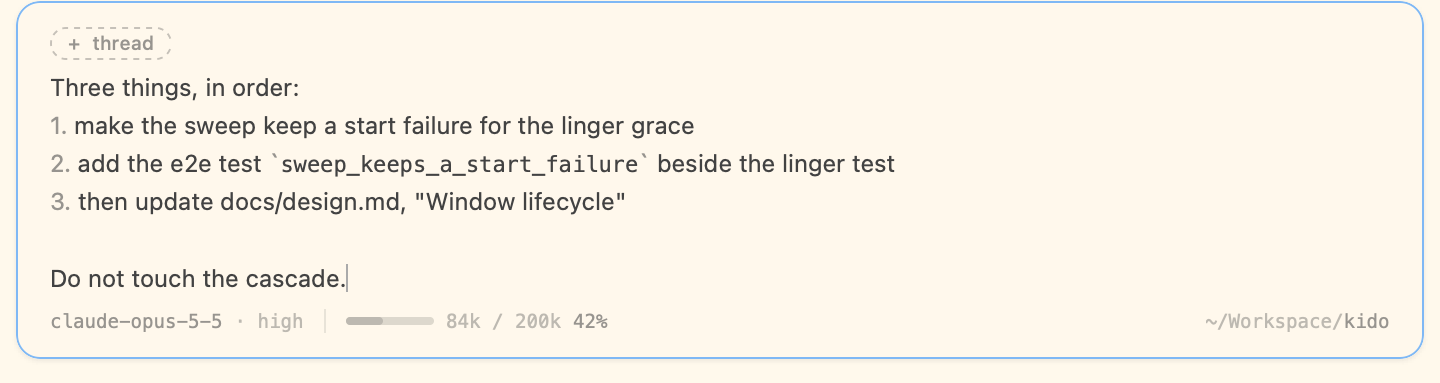 + thread
Three things, in order:
1. make the sweep keep a start failure for the linger grace
2. add the e2e test `sweep_keeps_a_start_failure` beside the linger test
3. then update docs/design.md, "Window lifecycle"
Do not touch the cascade.
claude-opus-5-5 · high | 84k / 200k 42% ~/Workspace/kido